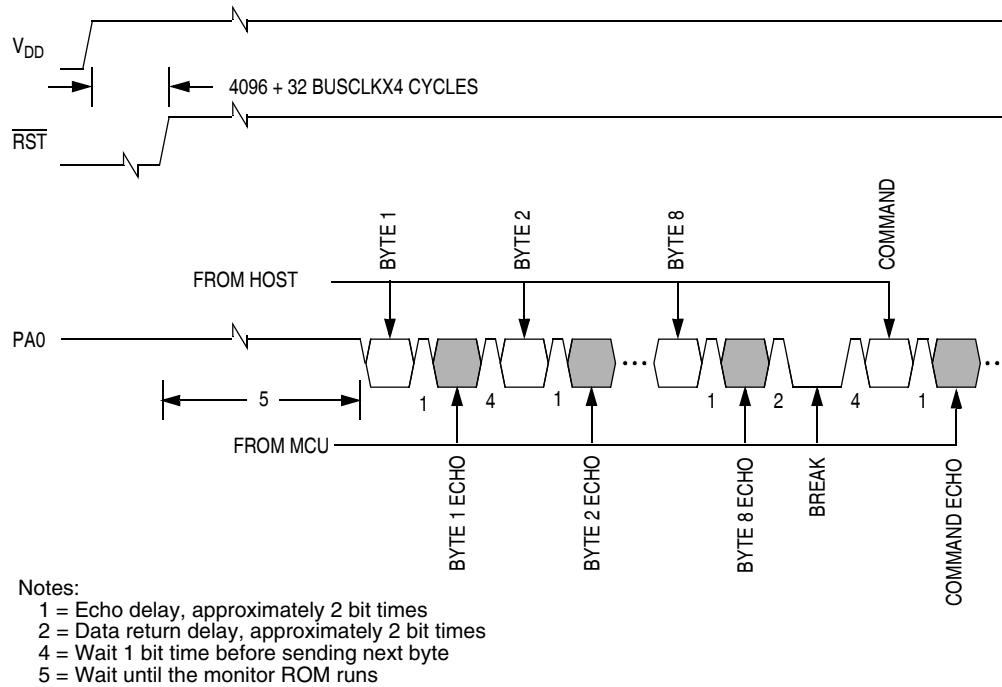 VDD
4096 + 32 BUSCLKX4 CYCLES
RST
BYTE 1
BYTE 2
BYTE 8
COMMAND
FROM HOST
PA0
5
1
4
1
1
2
4
1
FROM MCU
BYTE 1 ECHO
BYTE 2 ECHO
BYTE 8 ECHO
BREAK
COMMAND ECHO
Notes:
1 = Echo delay, approximately 2 bit times
2 = Data return delay, approximately 2 bit times
4 = Wait 1 bit time before sending next byte
5 = Wait until the monitor ROM runs